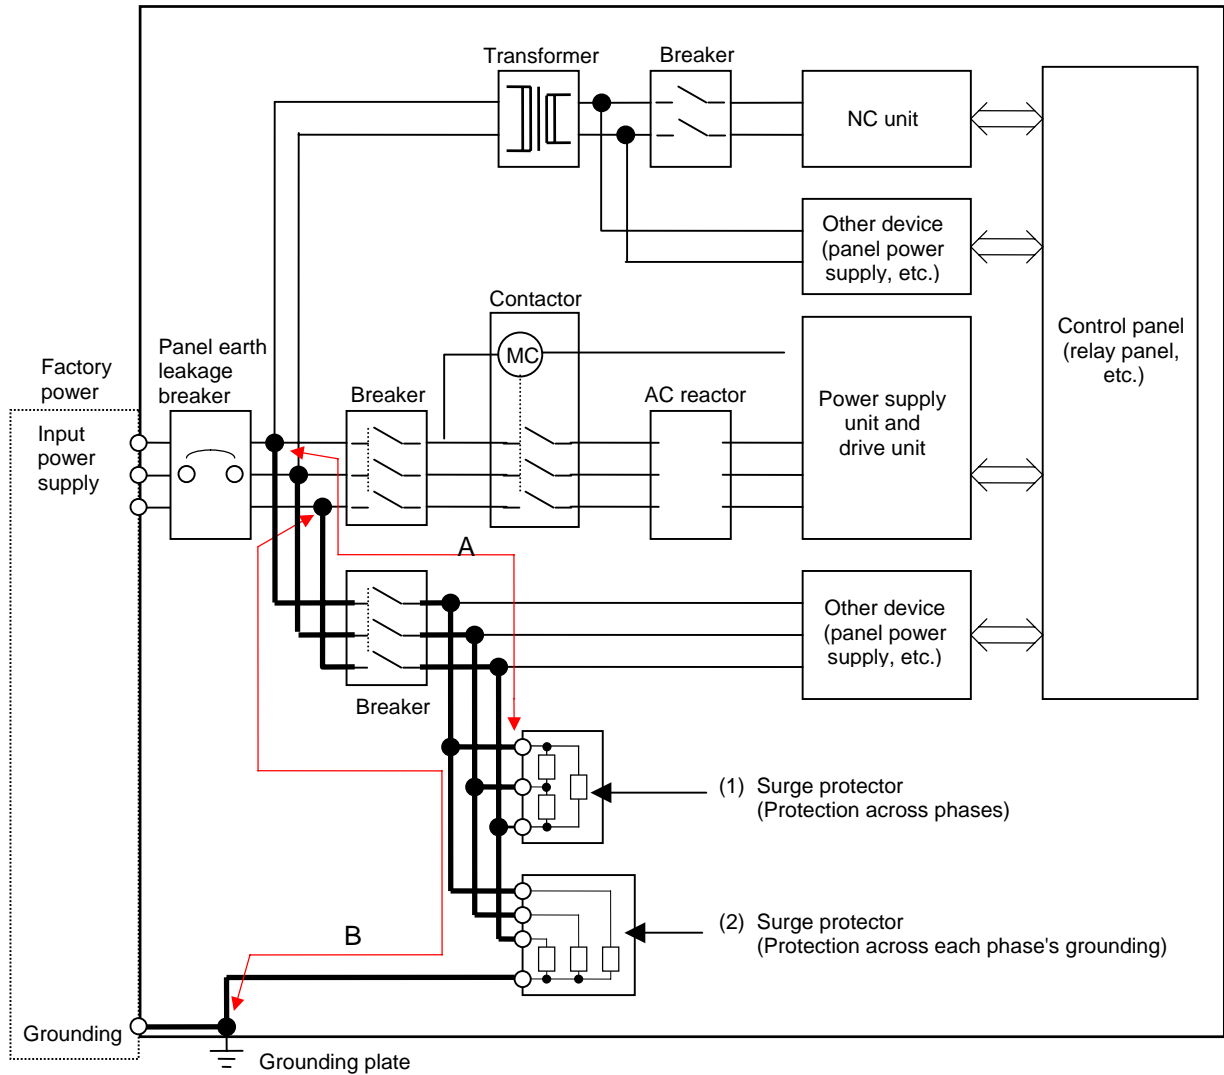 Transformer
Breaker
NC unit
Other device
(panel power
supply, etc.)
Contactor
MC
Control panel
(relay panel,
etc.)
Panel earth
leakage
breaker
Factory
power
Breaker
AC reactor
Power supply
unit and
drive unit
Input
power
supply
A
Other device
(panel power
supply, etc.)
Breaker
(1) Surge protector
(Protection across phases)
(2) Surge protector
(Protection across each phase's grounding)
B
Grounding
Grounding plate